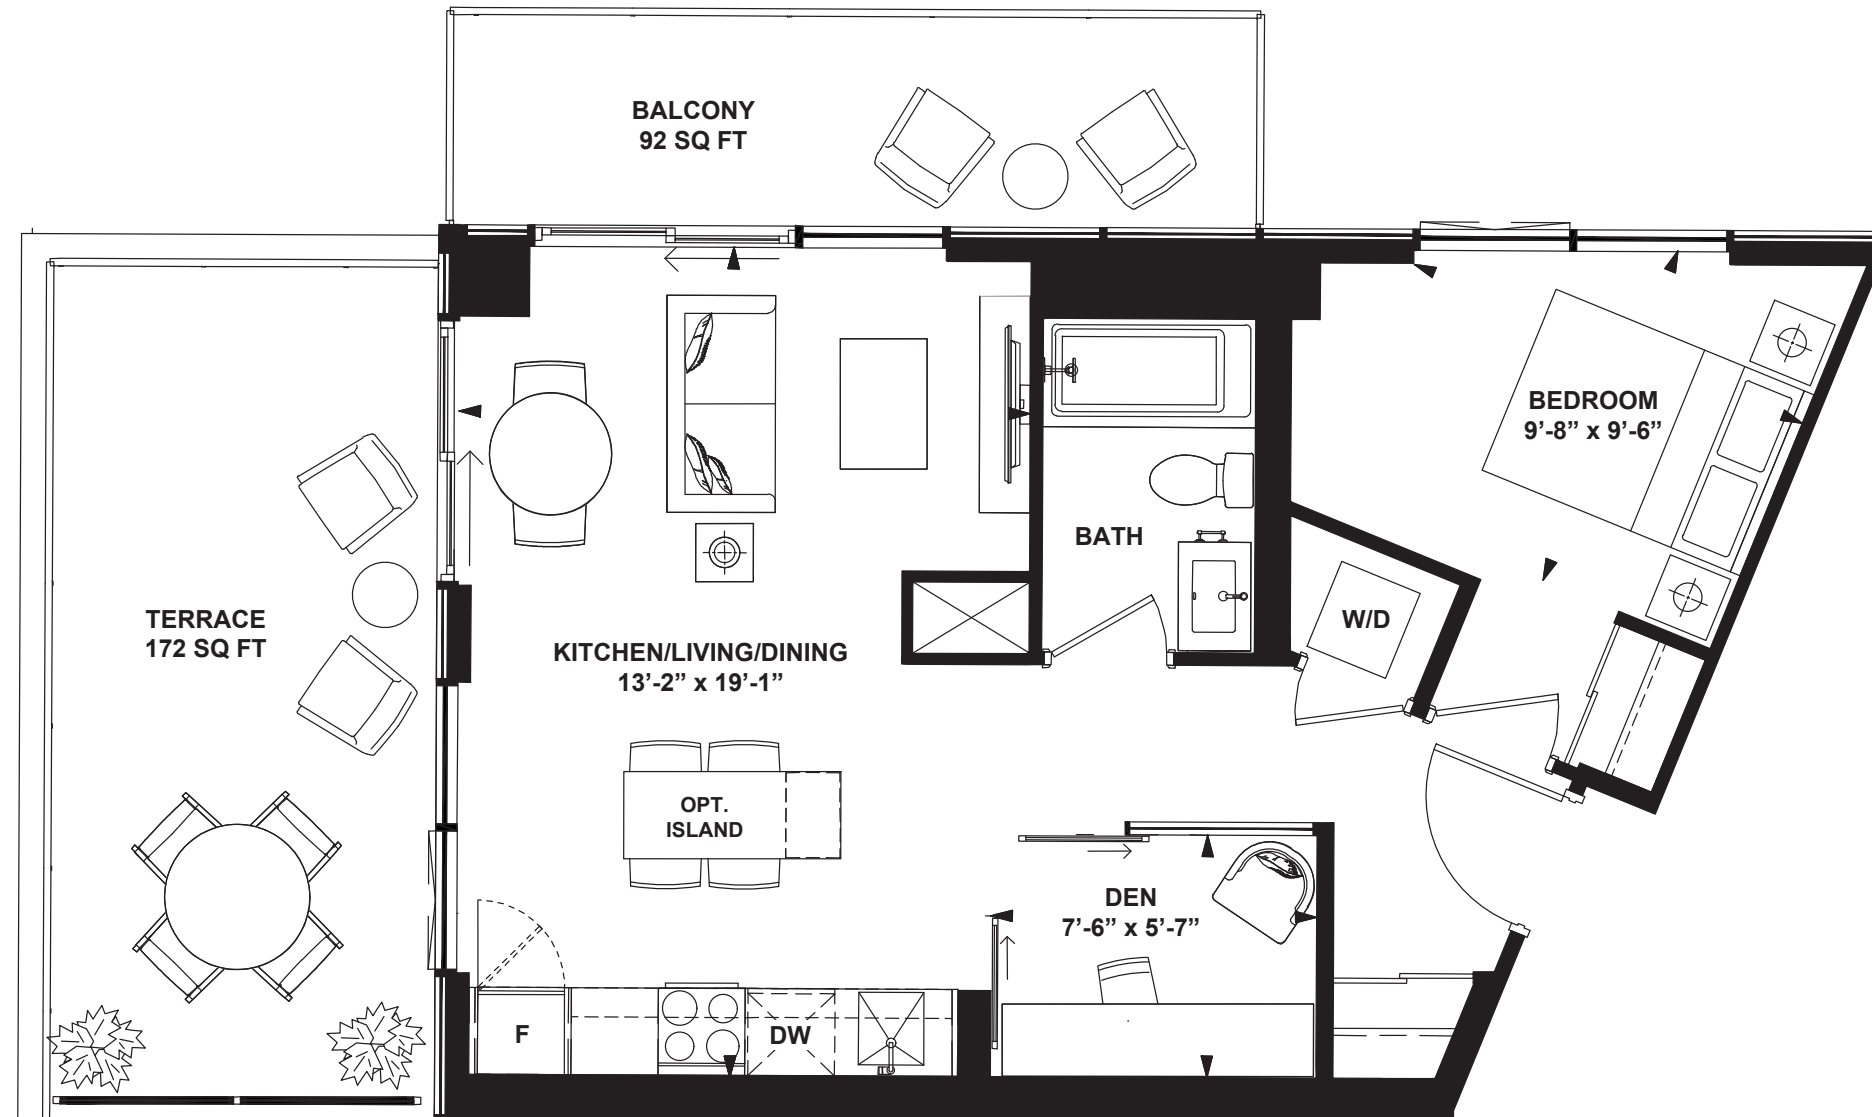 BALCONY
92 SQ FT
BEDROOM
9’-8” x 9’-6”
BATH
TERRACE
172 SQ FT
W/D
KITCHEN/LIVING/DINING
13’-2” x 19’-1”
OPT.
ISLAND
DEN
7’-6” x 5’-7”
F
DW